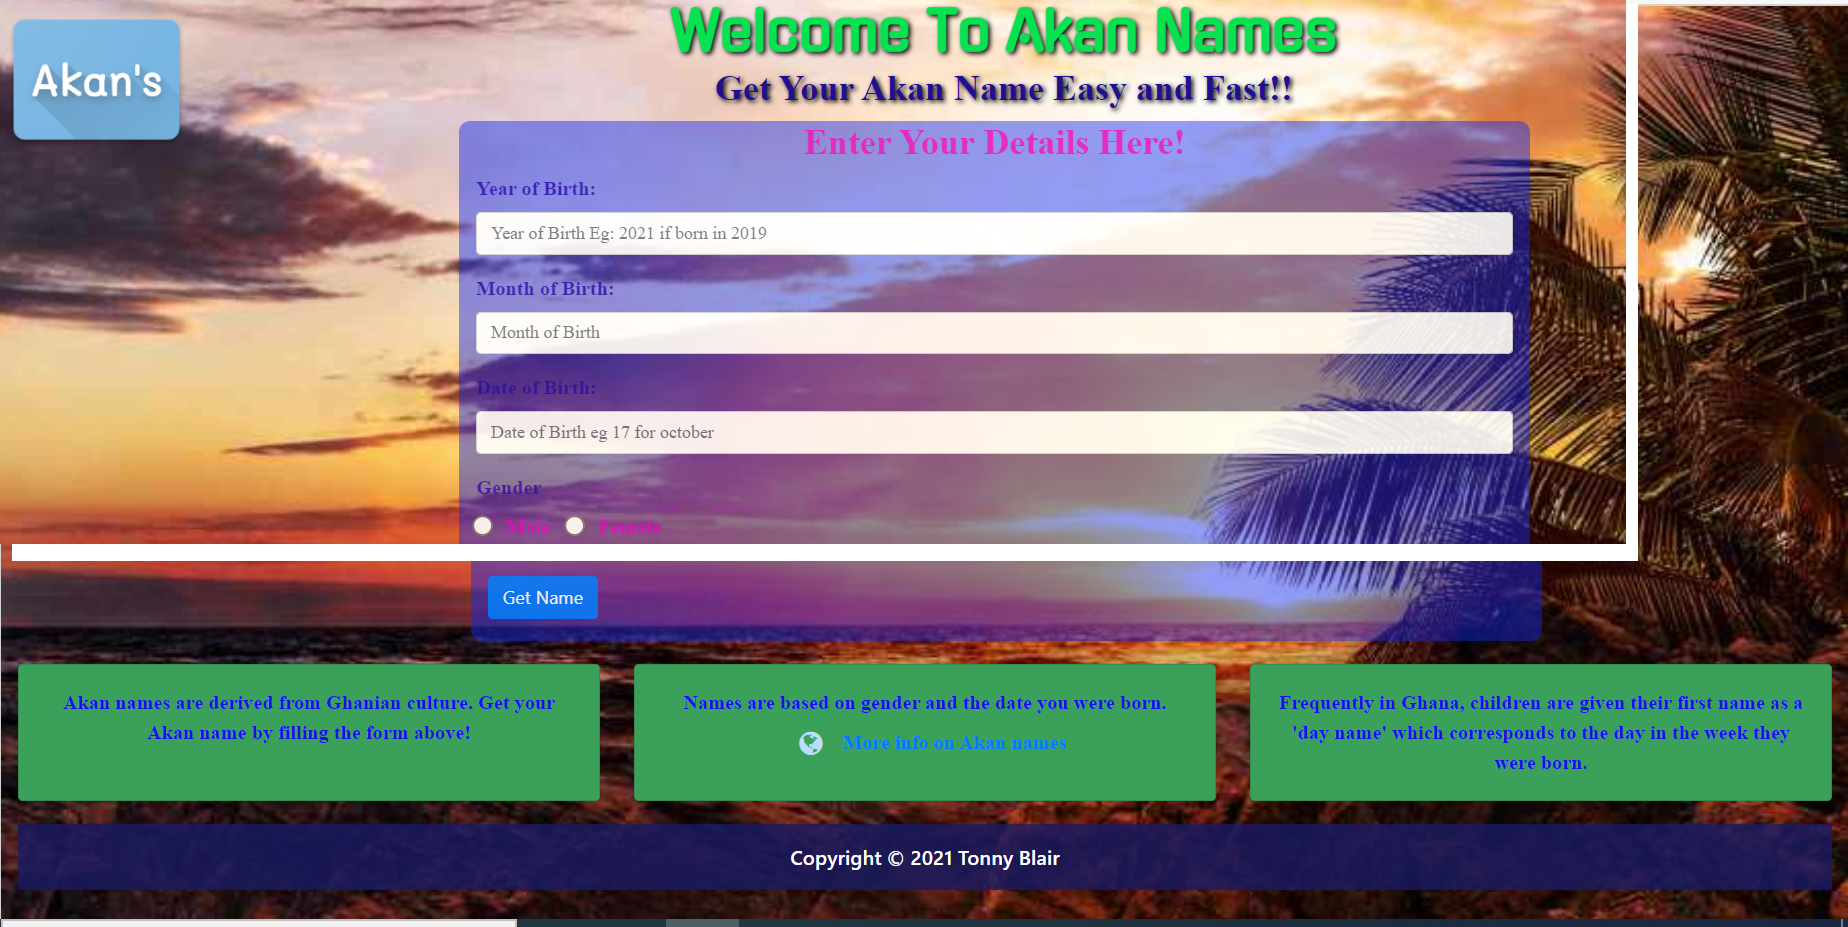 Akan's
Welcome To Akan Names
Get Your Akan Name Easy and Fast!!
Enter Your Details Here!
Year of Birth:
Year of Birth Eg: 2021 if born in 2019
Month of Birth:
Month of Birth
Date of Birth:
Date of Birth eg 17 for october
Gender
Male Female
Get Name
Akan names are derived from Ghanian culture. Get your
Akan name by filling the form above!
Names are based on gender and the date you were born.
More info on Akan names
Frequently in Ghana, children are given their first name as a
'day name' which corresponds to the day in the week they
were born.
Copyright © 2021 Tonny Blair